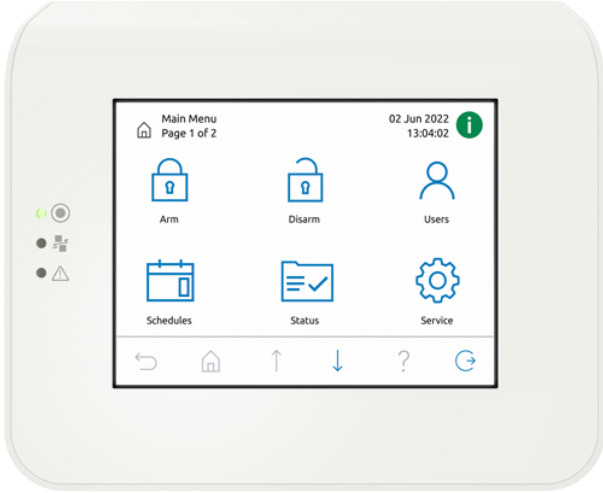 Main Menu
Page 1 of 2
02 Jun 2022
13:04:02
i
Arm
Disarm
Users
Schedules
Status
Service
?